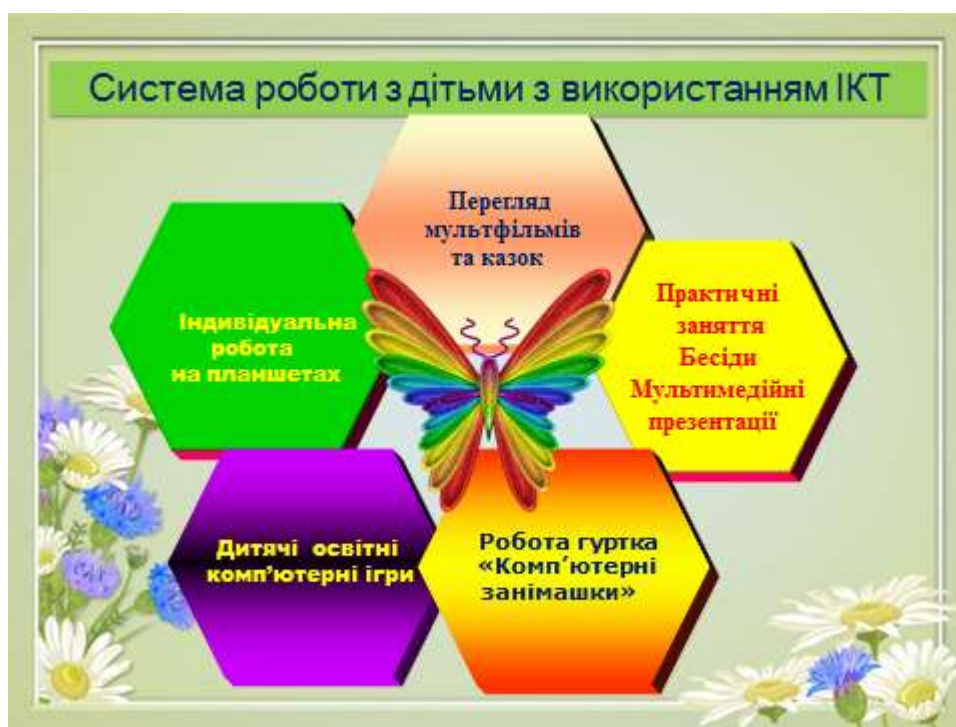 Система роботи з дітьми з використанням ІКТ
Перегляд
мультфільмів
та казок
Індивідуальна
робота
на планшетах
Практичні
заняття
Бесіди
Мультимедійні
презентації
Дитячі освітні
комп’ютерні ігри
Робота гуртка
«Комп΄ютерні
занімашки»